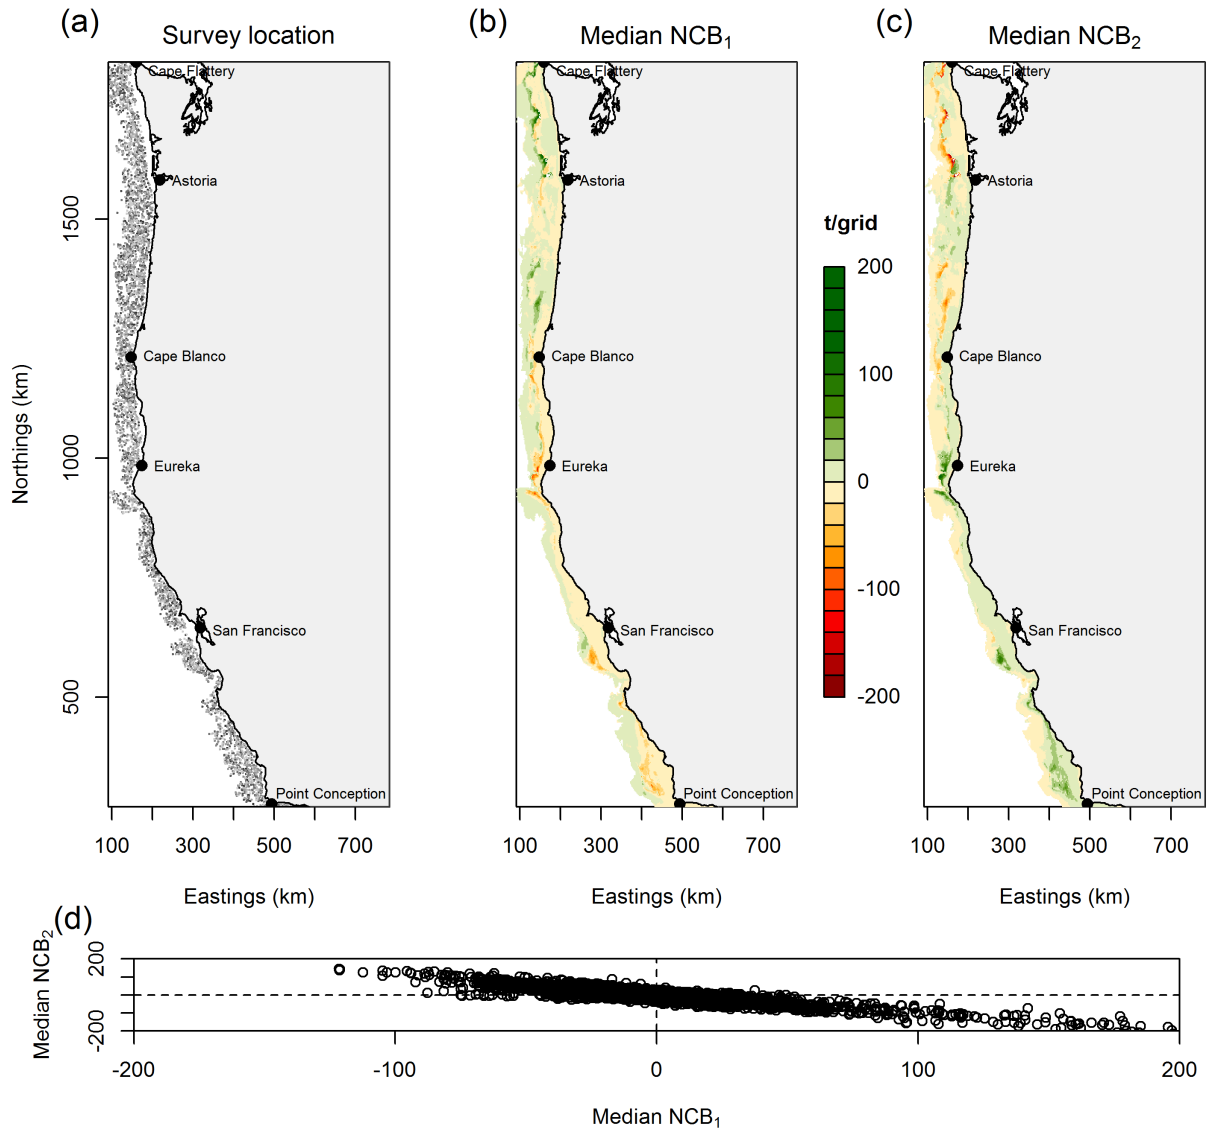 (a)
Survey location
(b)
Median NCB₁
(c)
Median NCB₂
Cape Flattery
Astoria
Cape Blanco
Eureka
San Francisco
Point Conception
Cape Flattery
Astoria
Cape Blanco
Eureka
San Francisco
Point Conception
Cape Flattery
Astoria
Cape Blanco
Eureka
San Francisco
Point Conception
t/grid
200
100
0
-100
-200
Northings (km)
1500
1000
500
100 300 500 700
100 300 500 700
100 300 500 700
Eastings (km)
Eastings (km)
Eastings (km)
(d)
Median NCB₂
200
-200
-200 -100 0 100 200
Median NCB₁